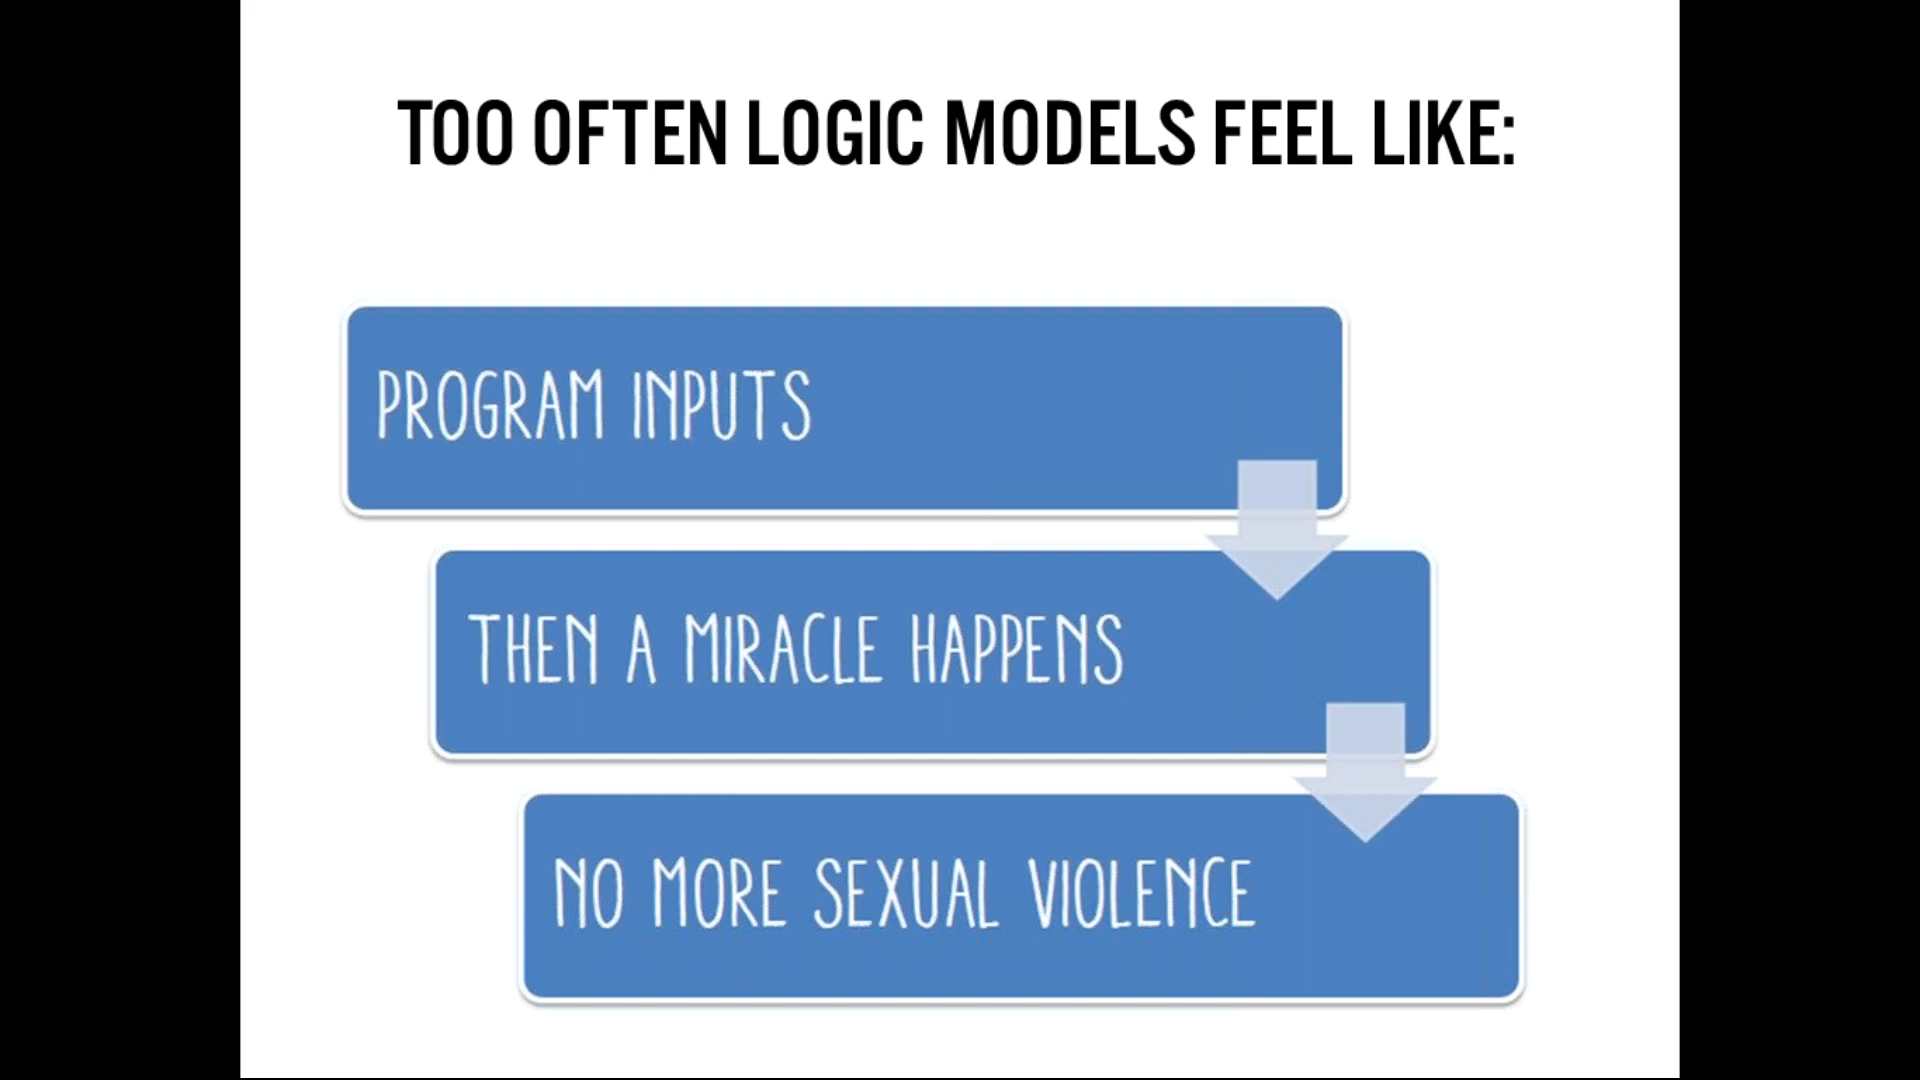 TOO OFTEN LOGIC MODELS FEEL LIKE:
PROGRAM INPUTS
THEN A MIRACLE HAPPENS
NO MORE SEXUAL VIOLENCE